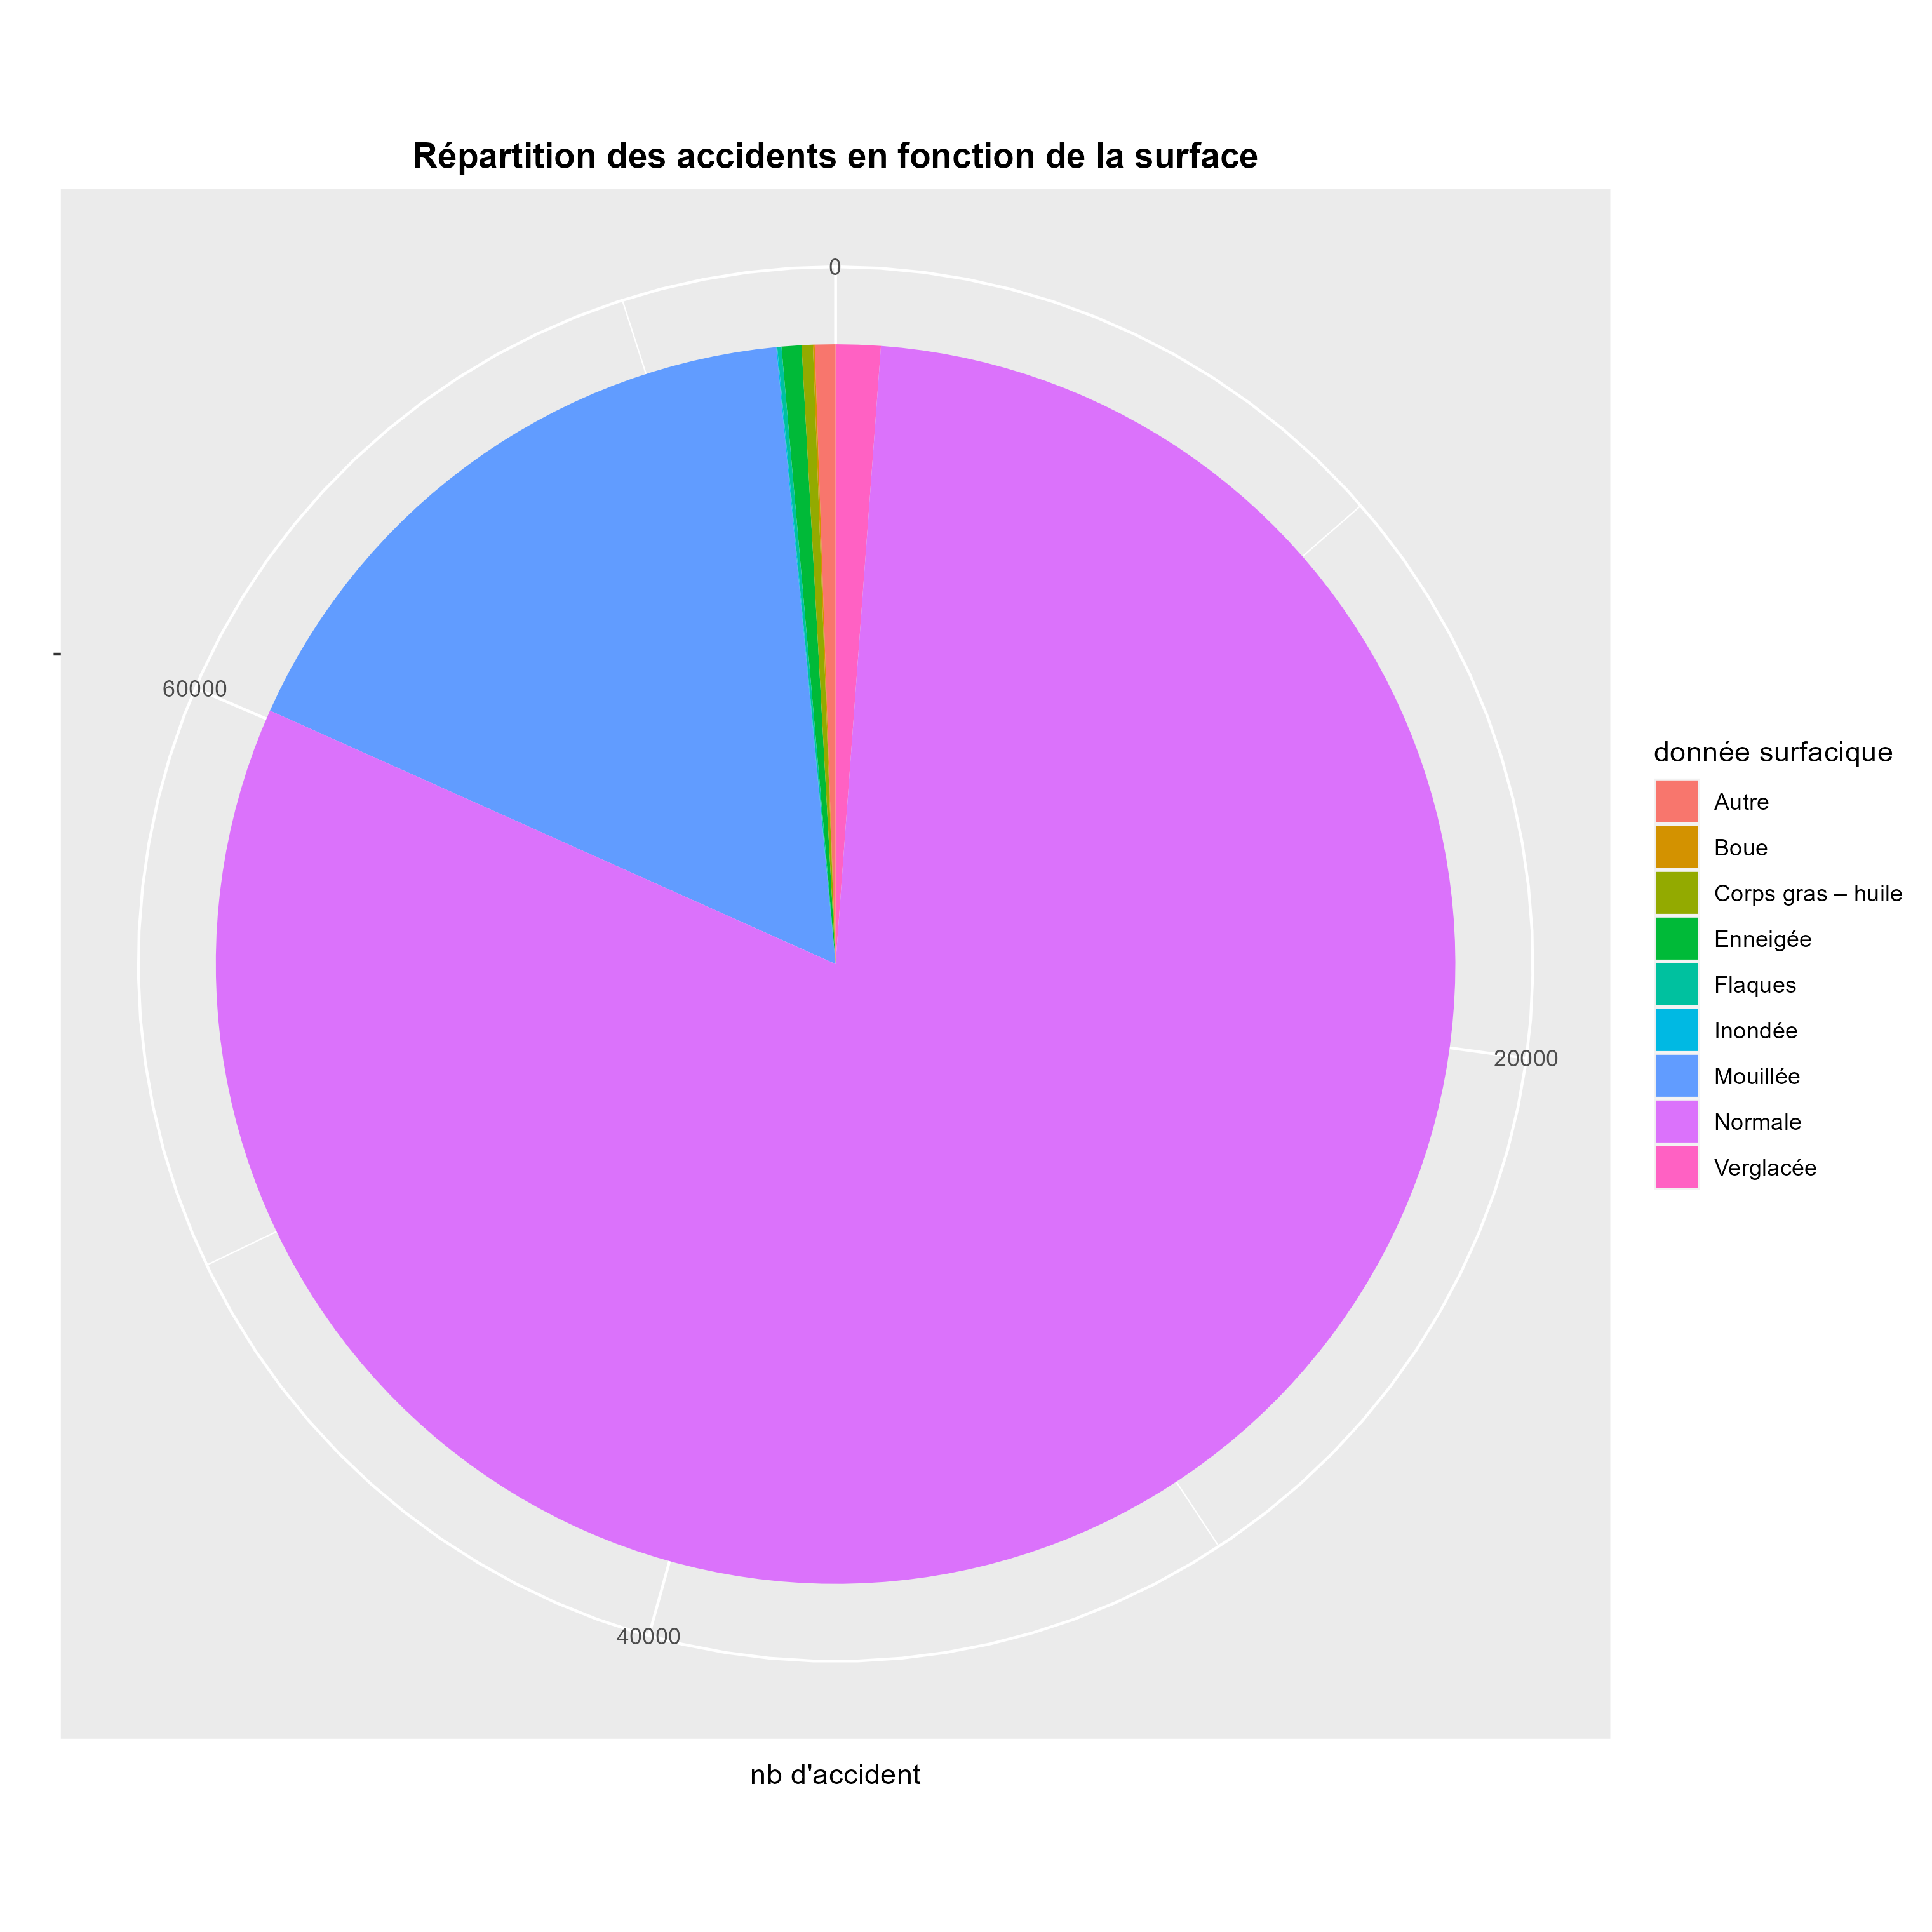 Répartition des accidents en fonction de la surface
0
60000
20000
40000
nb d'accident
donnée surfacique
Autre
Boue
Corps gras – huile
Enneigée
Flaques
Inondée
Mouillée
Normale
Verglacée